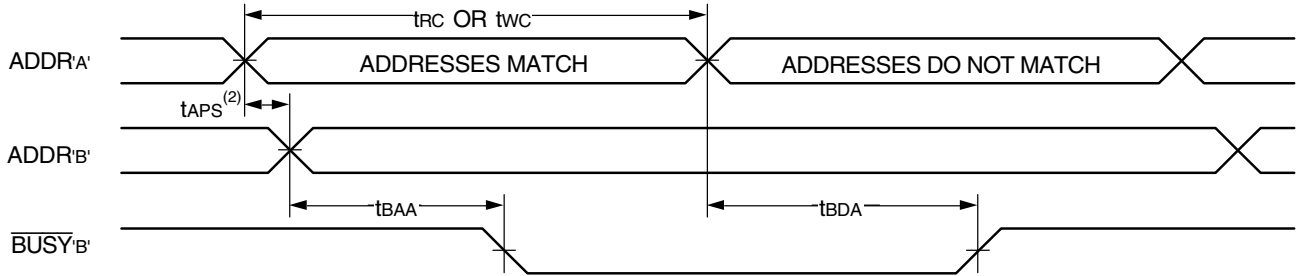 tRC OR tWC
ADDR'A'
ADDRESSES MATCH
ADDRESSES DO NOT MATCH
tAPS(2)
ADDR'B'
tBAA
tBDA
BUSY'B'